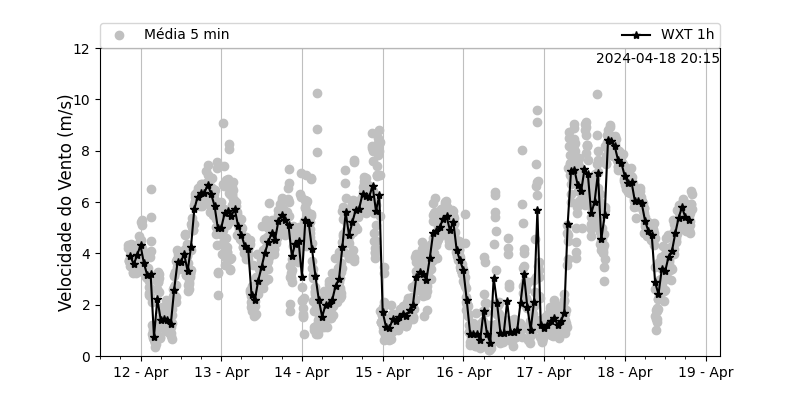 Média 5 min
WXT 1h
2024-04-18 20:15
Velocidade do Vento (m/s)
12
10
8
6
4
2
0
12 - Apr 13 - Apr 14 - Apr 15 - Apr 16 - Apr 17 - Apr 18 - Apr 19 - Apr